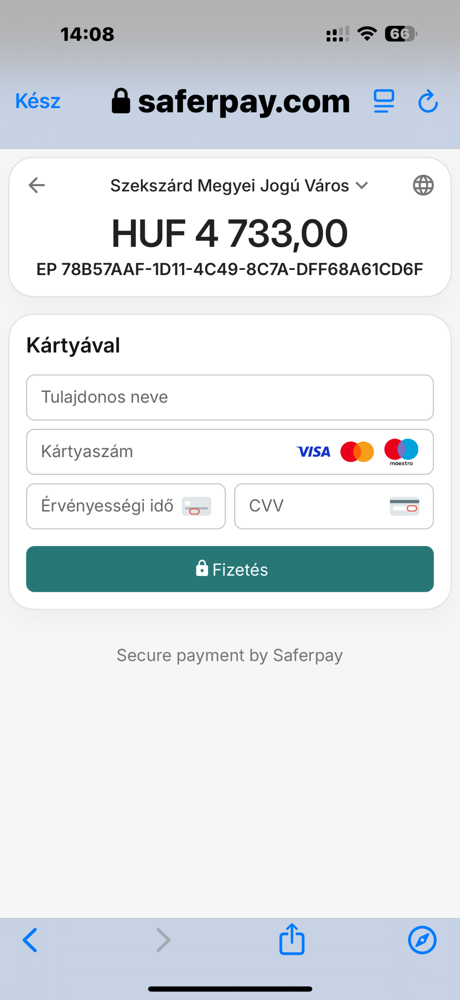 14:08
66
Kész
saferpay.com
Szekszárd Megyei Jogú Város
HUF 4 733,00
EP 78B57AAF-1D11-4C49-8C7A-DFF68A61CD6F
Kártyával
Tulajdonos neve
Kártyaszám
VISA
maestro
Érvényességi idő
CVV
Fizetés
Secure payment by Saferpay